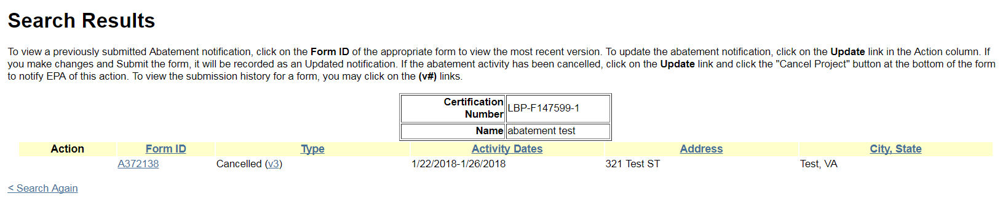 Search Results
To view a previously submitted Abatement notification, click on the Form ID of the appropriate form to view the most recent version. To update the abatement notification, click on the Update link in the Action column. If
you make changes and Submit the form, it will be recorded as an Updated notification. If the abatement activity has been cancelled, click on the Update link and click the "Cancel Project" button at the bottom of the form
to notify EPA of this action. To view the submission history for a form, you may click on the (v#) links.
Certification
Number LBP-F147599-1
Name abatement test
Action Form ID Type Activity Dates Address City, State
A372138 Cancelled (v3) 1/22/2018-1/26/2018 321 Test ST Test, VA
< Search Again